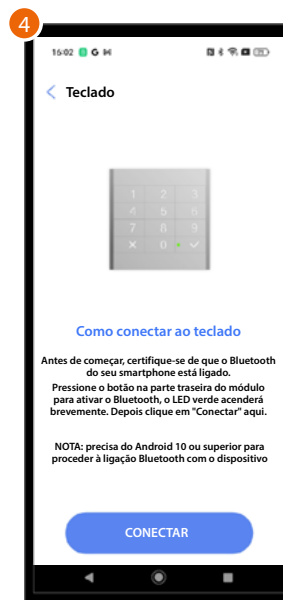 4
16:02
Teclado
1 2 3
4 5 6
7 8 9
× 0 ✓
Como conectar ao teclado
Antes de começar, certifique-se de que o Bluetooth
do seu smartphone está ligado.
Pressione o botão na parte traseira do módulo
para ativar o Bluetooth, o LED verde acenderá
brevemente. Depois clique em "Conectar" aqui.
NOTA: precisa do Android 10 ou superior para
proceder à ligação Bluetooth com o dispositivo
CONECTAR